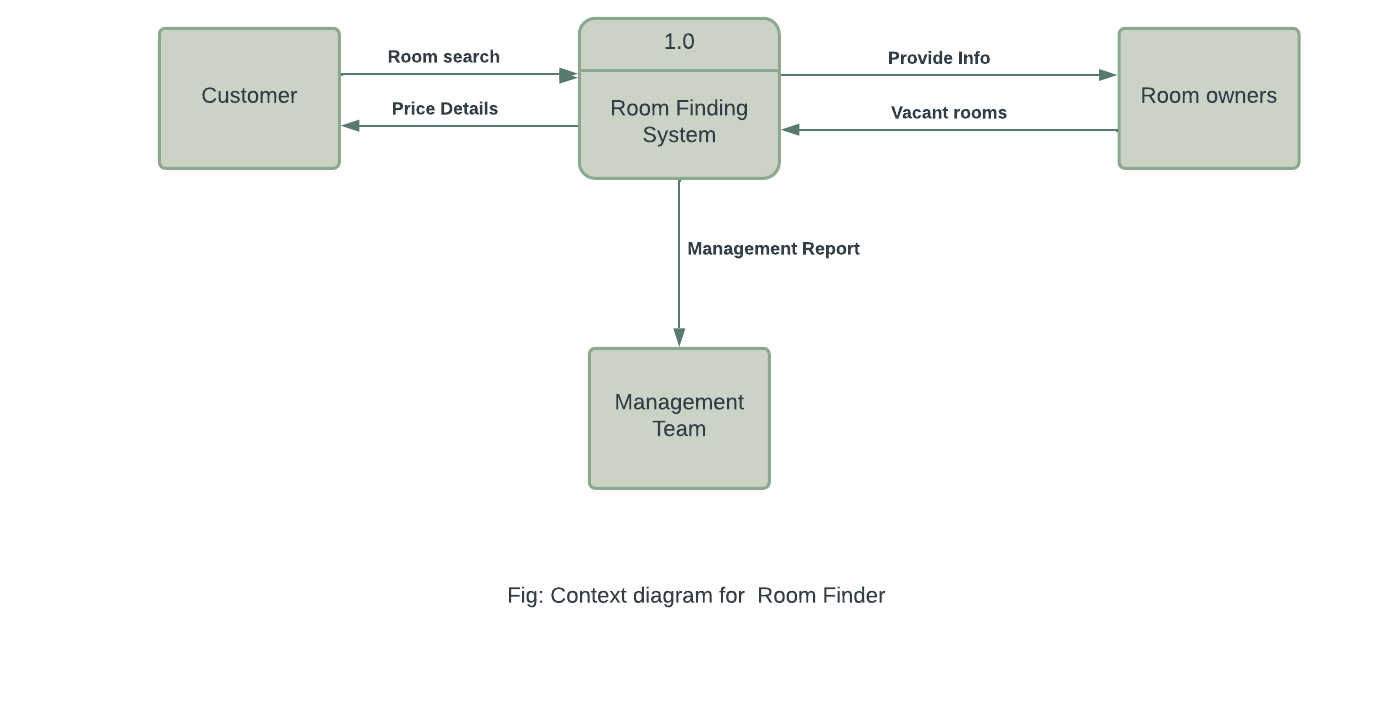 1.0
Room search
Provide Info
Customer
Room Finding
System
Room owners
Price Details
Vacant rooms
Management Report
Management
Team
Fig: Context diagram for  Room Finder